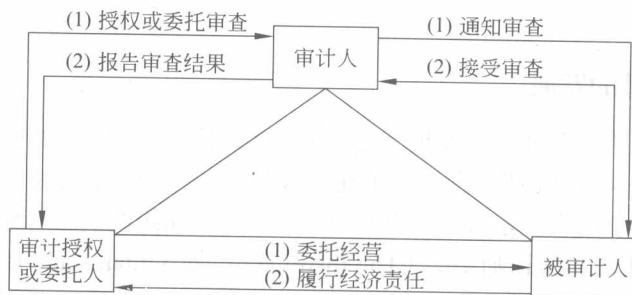 (1) 授权或委托审查
(1) 通知审查
审计人
(2) 报告审查结果
(2) 接受审查
审计授权
或委托人
(1) 委托经营
(2) 履行经济责任
被审计人